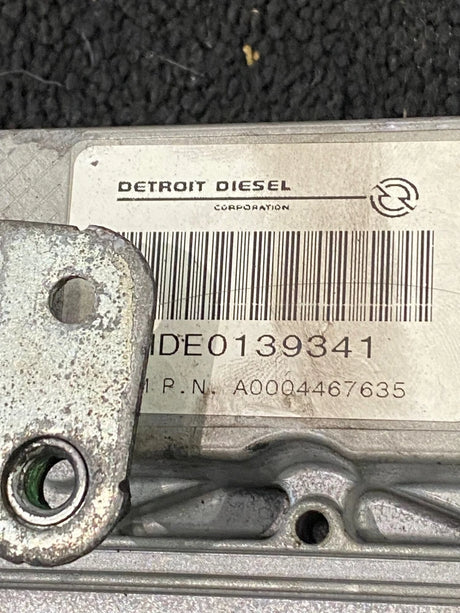 DETROIT DIESEL
CORPORATION
DE0139341
P.N. A0004467635